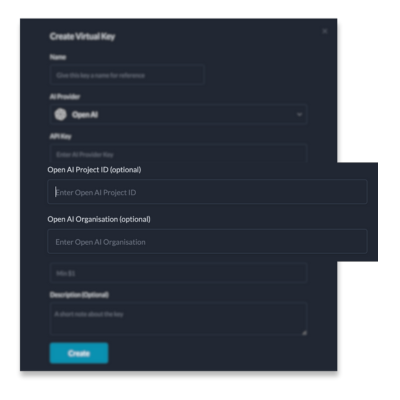 Create Virtual Key
Name
Give this key a name for reference
AI Provider
Open AI
API Key
Enter AI Provider Key
Open AI Project ID (optional)
Enter Open AI Project ID
Open AI Organisation (optional)
Enter Open AI Organisation
Min $1
Description (Optional)
A short note about the key
Create